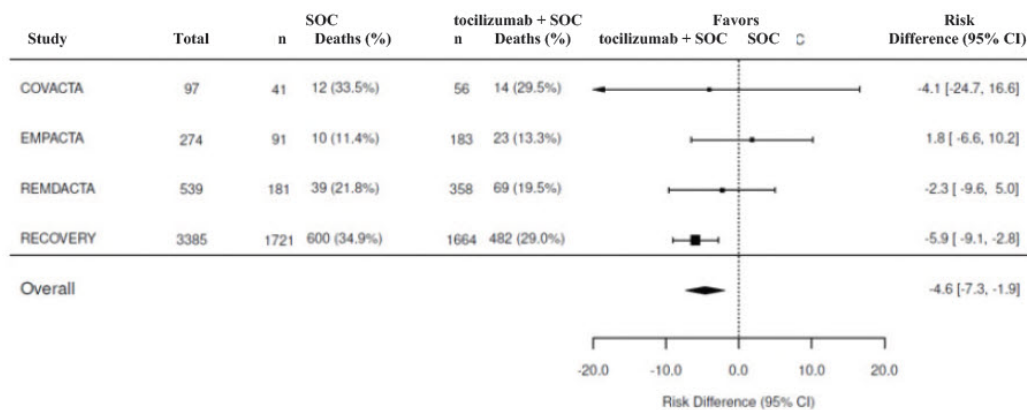 SOC tocilizumab + SOC Favors Risk
Study Total n Deaths (%) n Deaths (%) tocilizumab + SOC SOC Difference (95% CI)
COVACTA 97 41 12 (33.5%) 56 14 (29.5%) -4.1 [-24.7, 16.6]
EMPACTA 274 91 10 (11.4%) 183 23 (13.3%) 1.8 [ -6.6, 10.2]
REMDACTA 539 181 39 (21.8%) 358 69 (19.5%) -2.3 [ -9.6, 5.0]
RECOVERY 3385 1721 600 (34.9%) 1664 482 (29.0%) -5.9 [ -9.1, -2.8]
Overall -4.6 [-7.3, -1.9]
-20.0 -10.0 0.0 10.0 20.0
Risk Difference (95% CI)